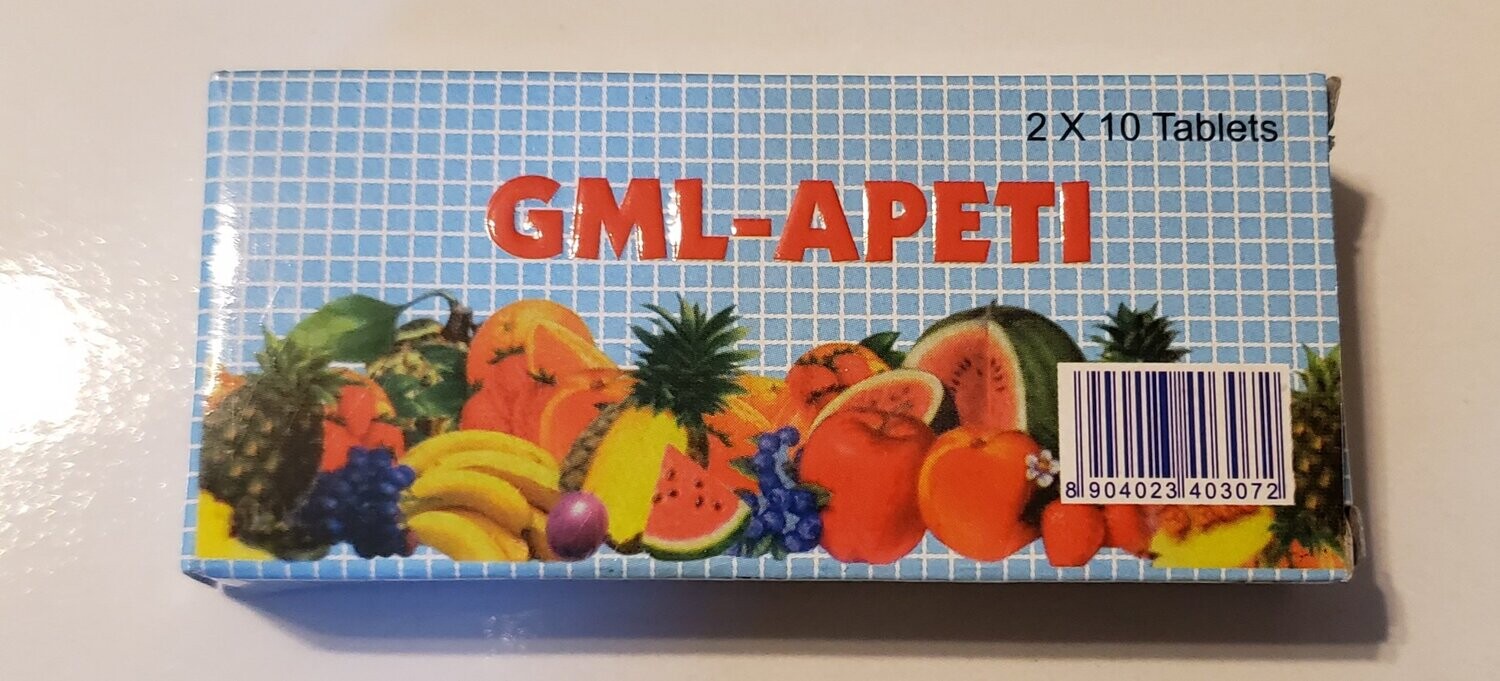 2 X 10 Tablets
GML-APETI
8 904023 403072